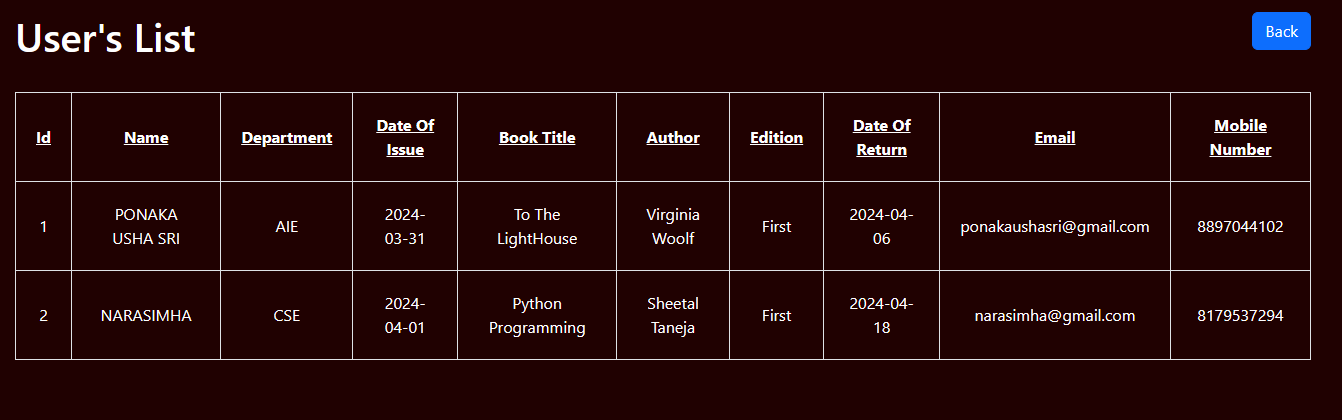 User's List
Back
Id Name Department Date Of Issue Book Title Author Edition Date Of Return Email Mobile Number
1 PONAKA USHA SRI AIE 2024-03-31 To The LightHouse Virginia Woolf First 2024-04-06 ponakaushasri@gmail.com 8897044102
2 NARASIMHA CSE 2024-04-01 Python Programming Sheetal Taneja First 2024-04-18 narasimha@gmail.com 8179537294